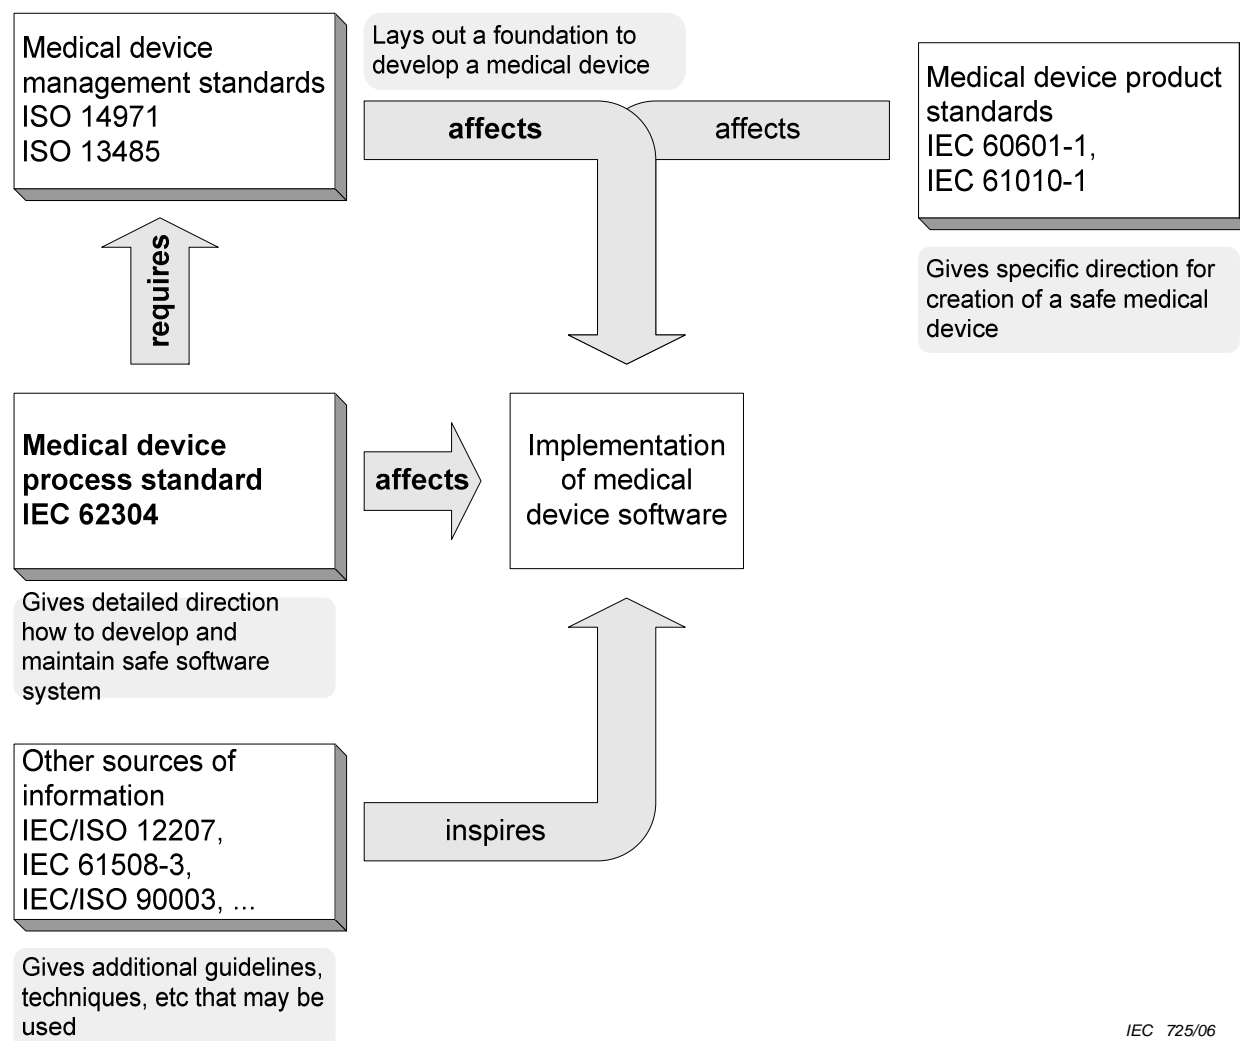 Medical device
management standards
ISO 14971
ISO 13485
Lays out a foundation to
develop a medical device
affects
affects
Medical device product
standards
IEC 60601-1,
IEC 61010-1
Gives specific direction for
creation of a safe medical
device
requires
Medical device
process standard
IEC 62304
affects
Implementation
of medical
device software
Gives detailed direction
how to develop and
maintain safe software
system
Other sources of
information
IEC/ISO 12207,
IEC 61508-3,
IEC/ISO 90003, ...
inspires
Gives additional guidelines,
techniques, etc that may be
used
IEC 725/06